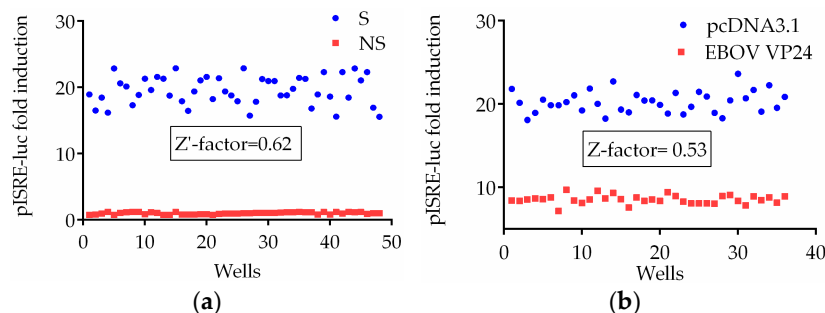 30
20
10
0
0
10
20
30
40
50
pISRE-luc fold induction
Wells
S
NS
Z'-factor=0.62
(a)
30
20
10
0
10
20
30
40
pISRE-luc fold induction
Wells
pcDNA3.1
EBOV VP24
Z-factor= 0.53
(b)